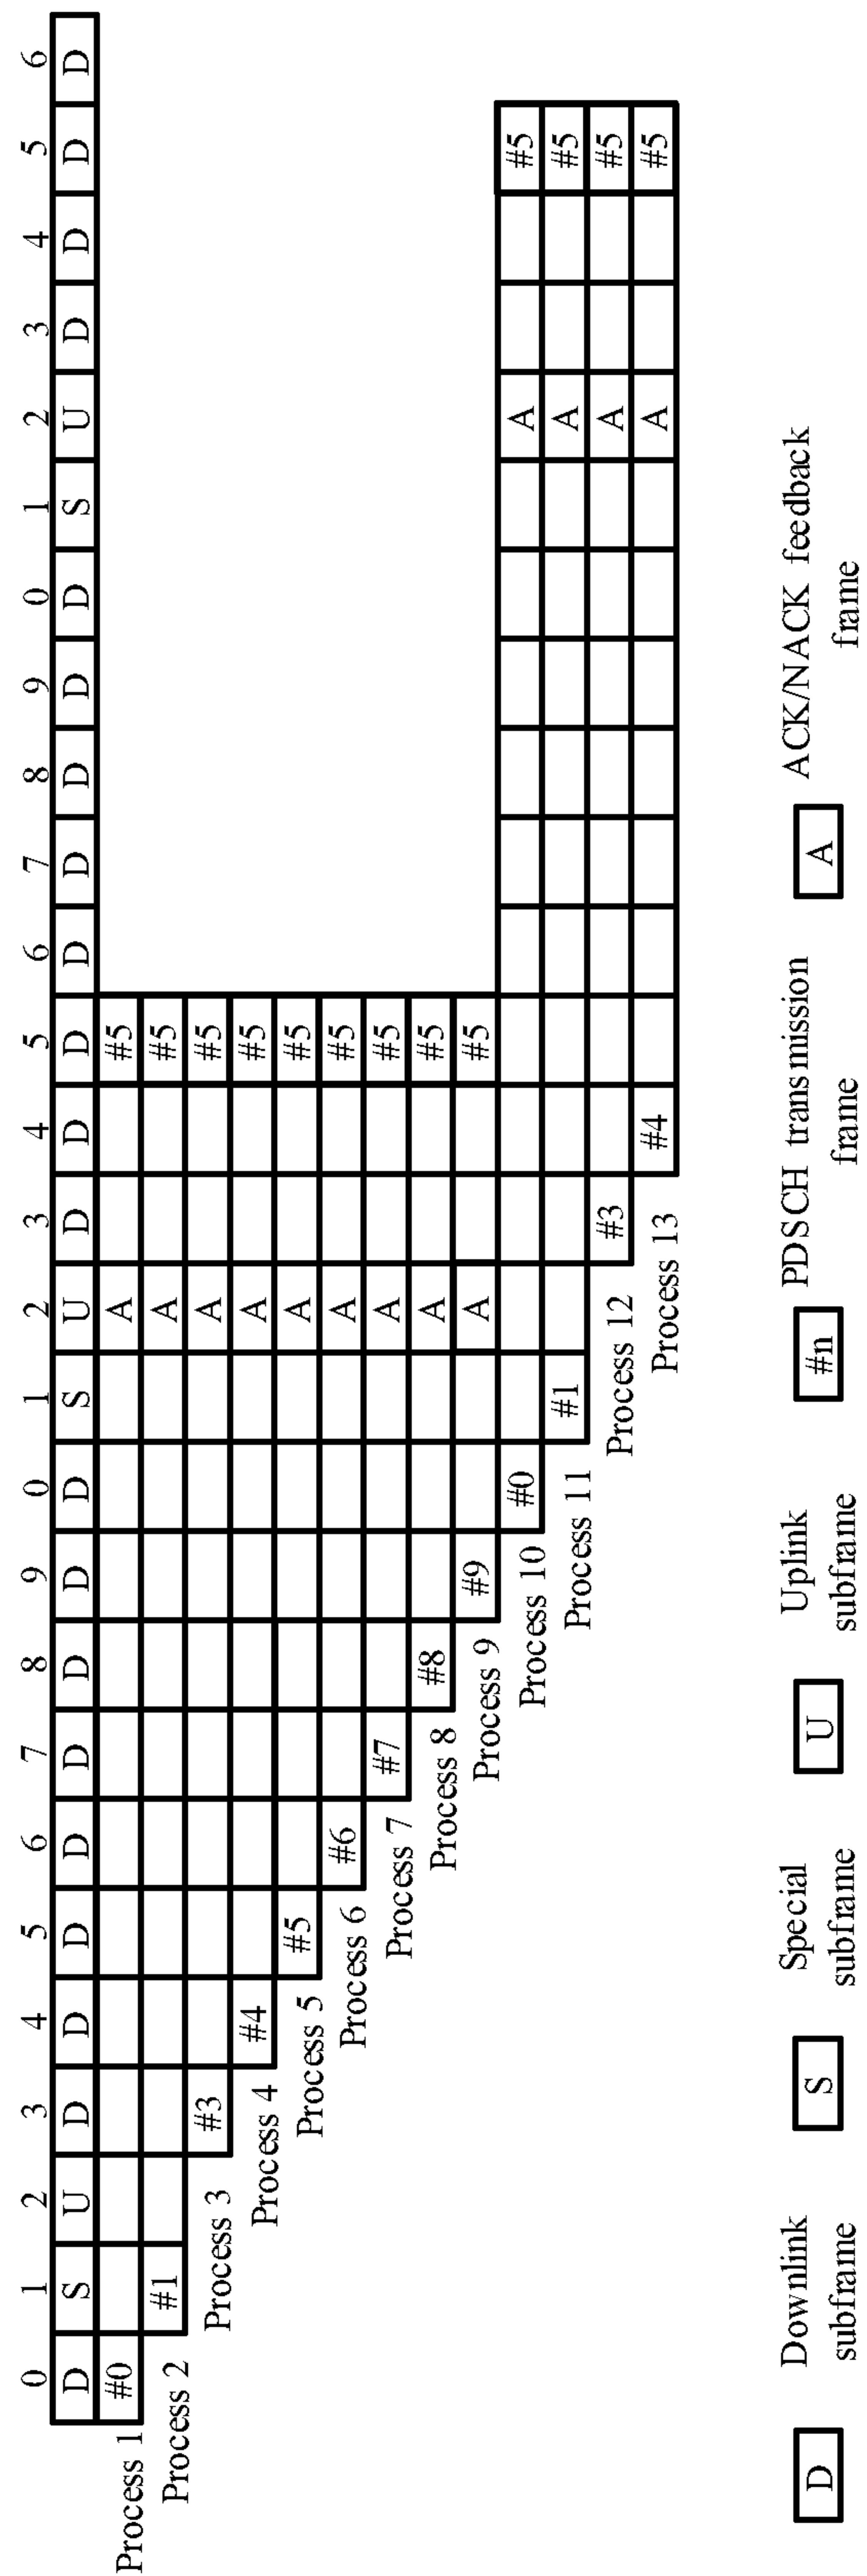 0 1 2 3 4 5 6 7 8 9 0 1 2 3 4 5 6 7 8 9 0 1 2 3 4 5 6
D S U D D D D D D D D S U D D D D D D D D S U D D D D
Process 1 #0 A #5
Process 2 #1 A #5
Process 3 #3 A #5
Process 4 #4 A #5
Process 5 #5 A #5
Process 6 #6 A #5
Process 7 #7 A #5
Process 8 #8 A #5
Process 9 #9 A #5
Process 10 #0 A #5
Process 11 #1 A #5
Process 12 #3 A #5
Process 13 #4 A #5
D
Downlink
subframe
S
Special
subframe
U
Uplink
subframe
#n
PDSCH transmission
frame
A
ACK/NACK feedback
frame